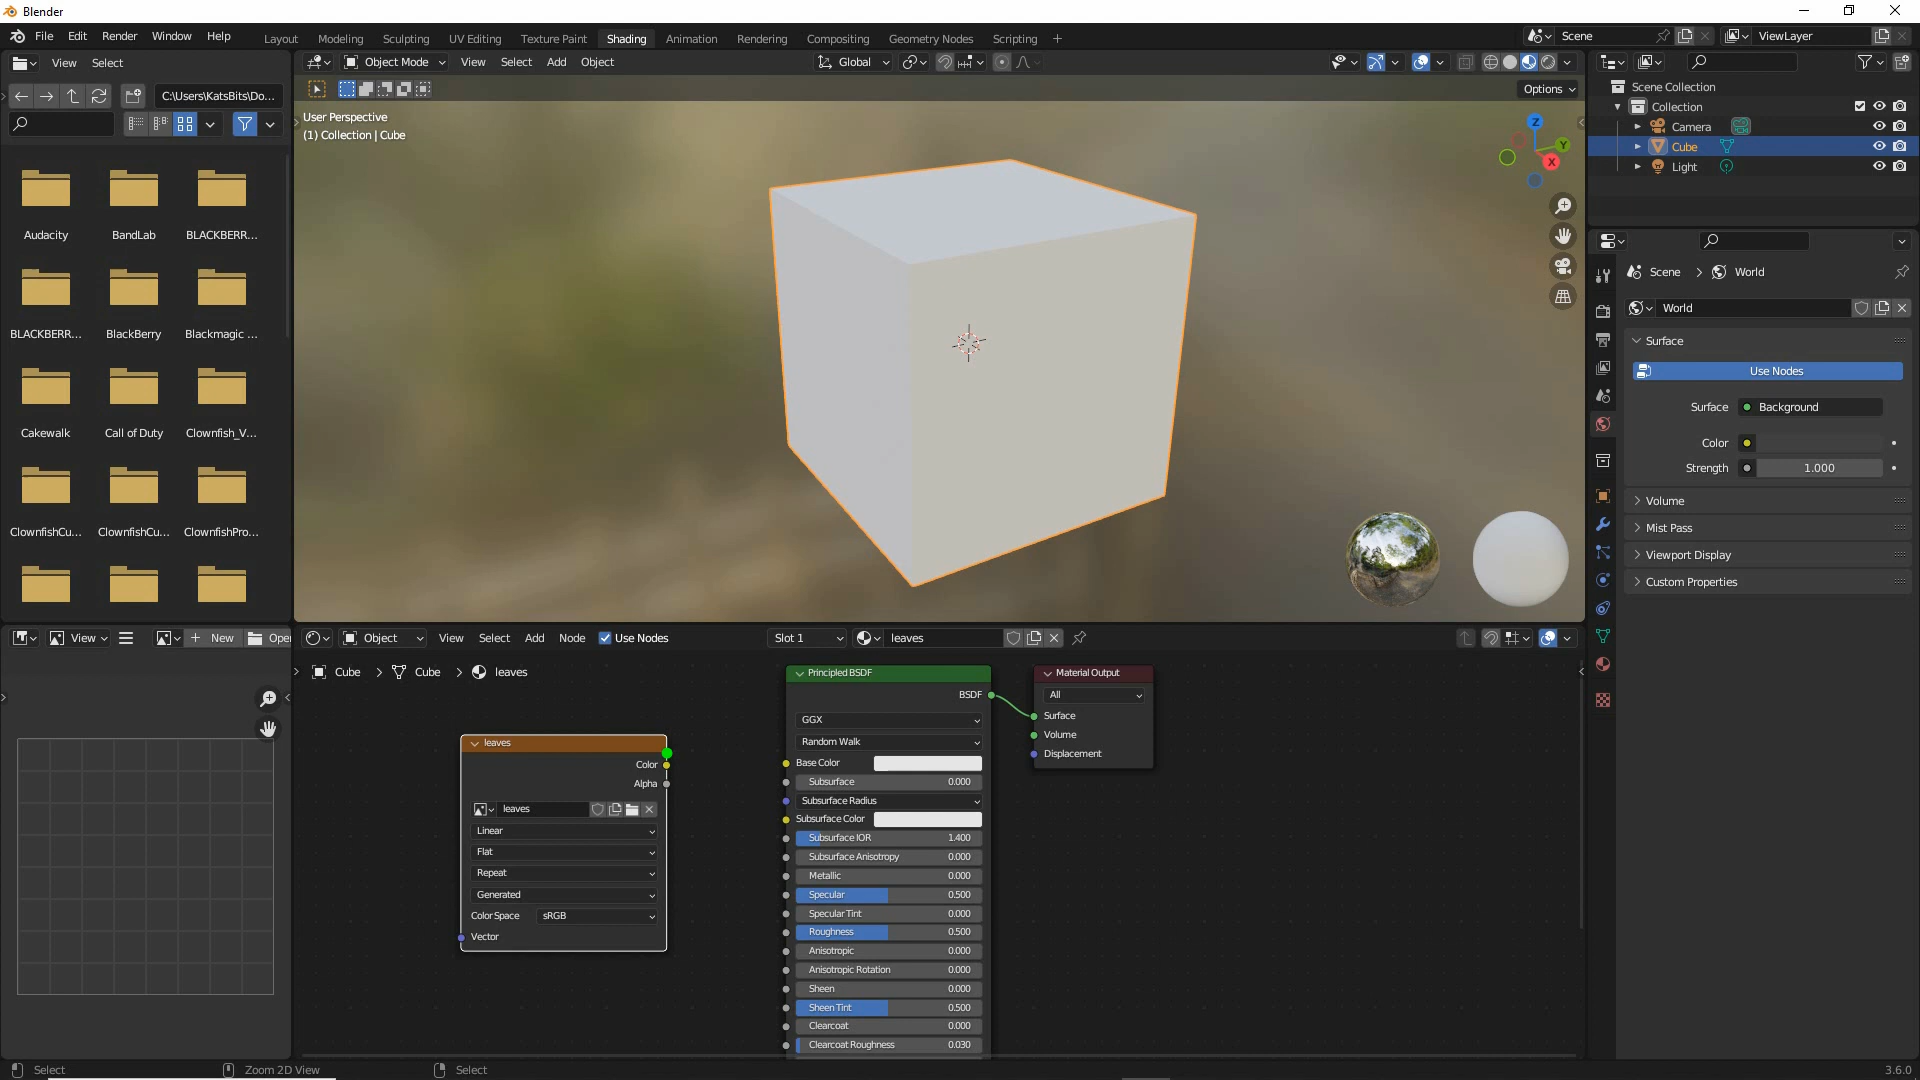 Blender
File Edit Render Window Help
Layout Modeling Sculpting UV Editing Texture Paint Shading Animation Rendering Compositing Geometry Nodes Scripting +
Scene
ViewLayer
View Select
C:\Users\KatsBits\Do...
Audacity BandLab BLACKBERR...
BLACKBERR... BlackBerry Blackmagic ...
Cakewalk Call of Duty Clownfish_V...
ClownfishCu... ClownfishCu... ClownfishPro...
Object Mode View Select Add Object Global
Options
User Perspective
(1) Collection | Cube
Z
Y
X
Scene Collection
Collection
Camera
Cube
Light
Scene > World
World
Surface
Use Nodes
Surface Background
Color
Strength 1.000
Volume
Mist Pass
Viewport Display
Custom Properties
View + New Open
Object View Select Add Node Use Nodes Slot 1 leaves
Cube > Cube > leaves
leaves
Color
Alpha
leaves
Linear
Flat
Repeat
Generated
Color Space sRGB
Vector
Principled BSDF
BSDF
GGX
Random Walk
Base Color
Subsurface 0.000
Subsurface Radius
Subsurface Color
Subsurface IOR 1.400
Subsurface Anisotropy 0.000
Metallic 0.000
Specular 0.500
Specular Tint 0.000
Roughness 0.500
Anisotropic 0.000
Anisotropic Rotation 0.000
Sheen 0.000
Sheen Tint 0.500
Clearcoat 0.000
Clearcoat Roughness 0.030
Material Output
All
Surface
Volume
Displacement
Select Zoom 2D View Select 3.6.0